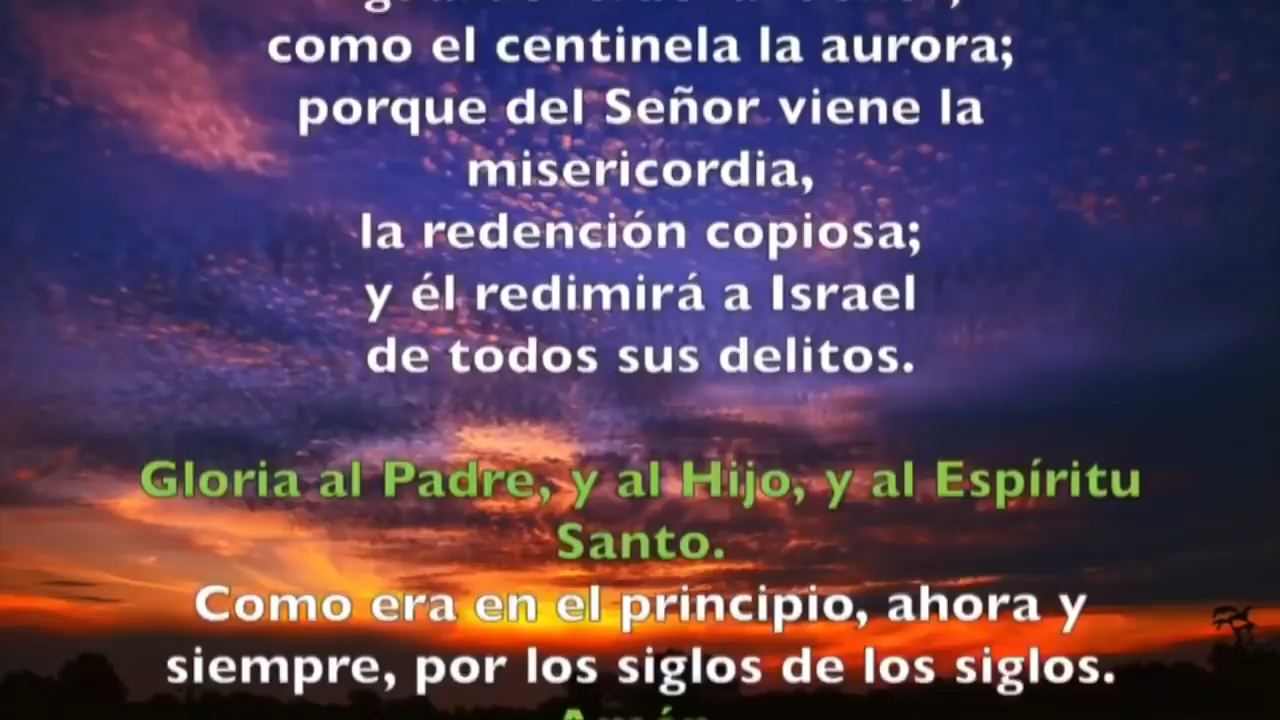 como el centinela la aurora;
porque del Señor viene la
misericordia,
la redención copiosa;
y él redimirá a Israel
de todos sus delitos.
Gloria al Padre, y al Hijo, y al Espíritu
Santo.
Como era en el principio, ahora y
siempre, por los siglos de los siglos.